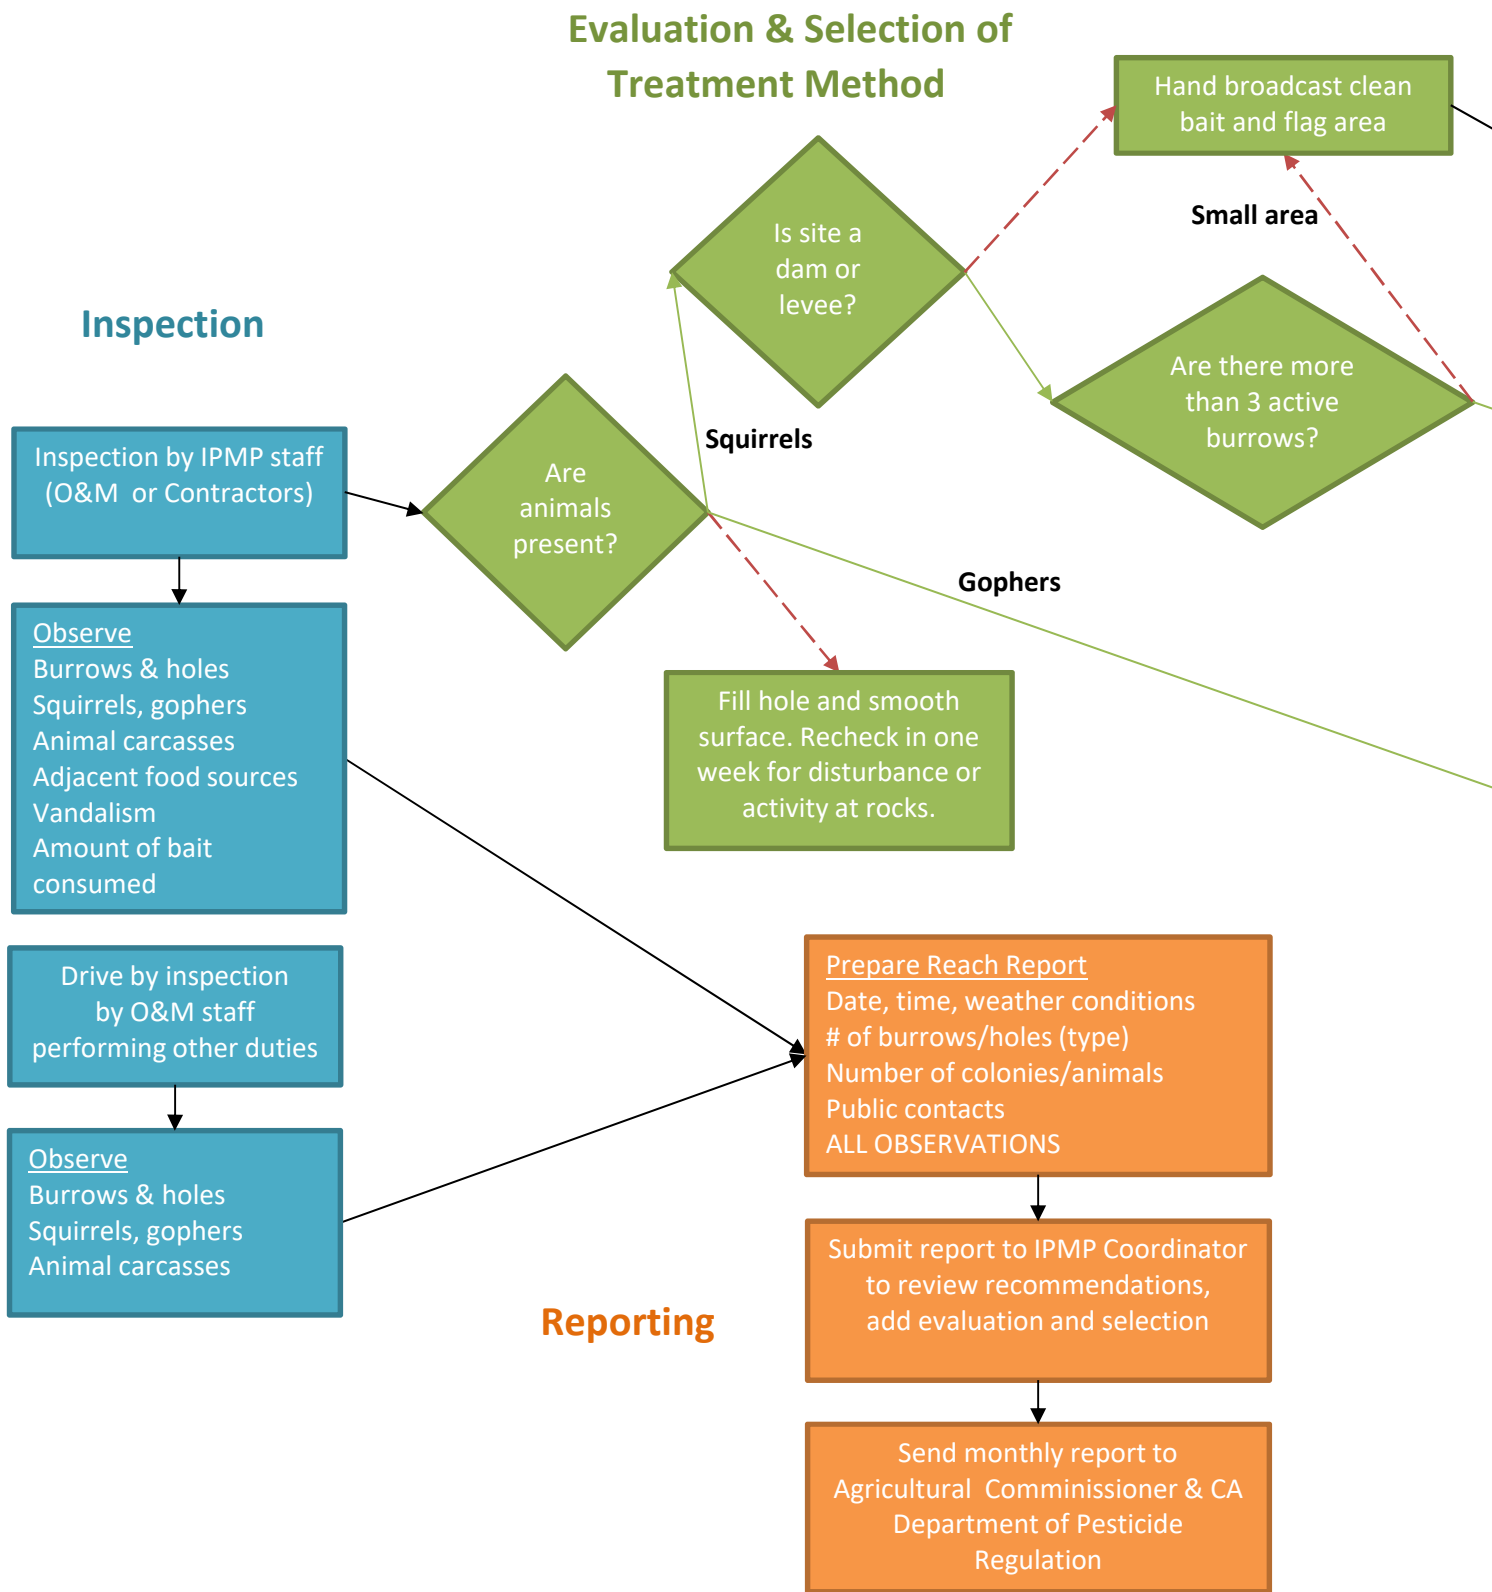 Evaluation & Selection of
Treatment Method
Hand broadcast clean
bait and flag area
Small area
Is site a
dam or
levee?
Are there more
than 3 active
burrows?
Squirrels
Are
animals
present?
Gophers
Fill hole and smooth
surface. Recheck in one
week for disturbance or
activity at rocks.
Inspection
Inspection by IPMP staff
(O&M or Contractors)
Observe
Burrows & holes
Squirrels, gophers
Animal carcasses
Adjacent food sources
Vandalism
Amount of bait
consumed
Drive by inspection
by O&M staff
performing other duties
Observe
Burrows & holes
Squirrels, gophers
Animal carcasses
Reporting
Prepare Reach Report
Date, time, weather conditions
# of burrows/holes (type)
Number of colonies/animals
Public contacts
ALL OBSERVATIONS
Submit report to IPMP Coordinator
to review recommendations,
add evaluation and selection
Send monthly report to
Agricultural Comminissioner & CA
Department of Pesticide
Regulation